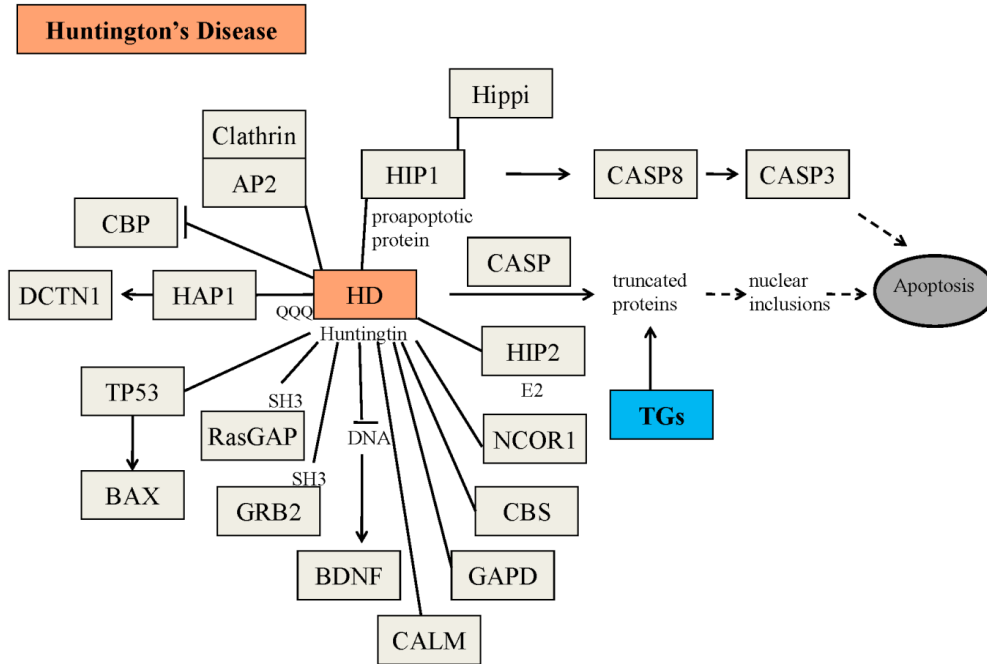 Huntington's Disease
Hippi
Clathrin
AP2
HIP1
CASP8
CASP3
proapoptotic
protein
CBP
CASP
DCTN1
HAP1
HD
QQQ
Huntingtin
truncated
proteins
nuclear
inclusions
Apoptosis
HIP2
E2
TP53
SH3
RasGAP
DNA
TGs
NCOR1
SH3
BAX
GRB2
CBS
BDNF
GAPD
CALM